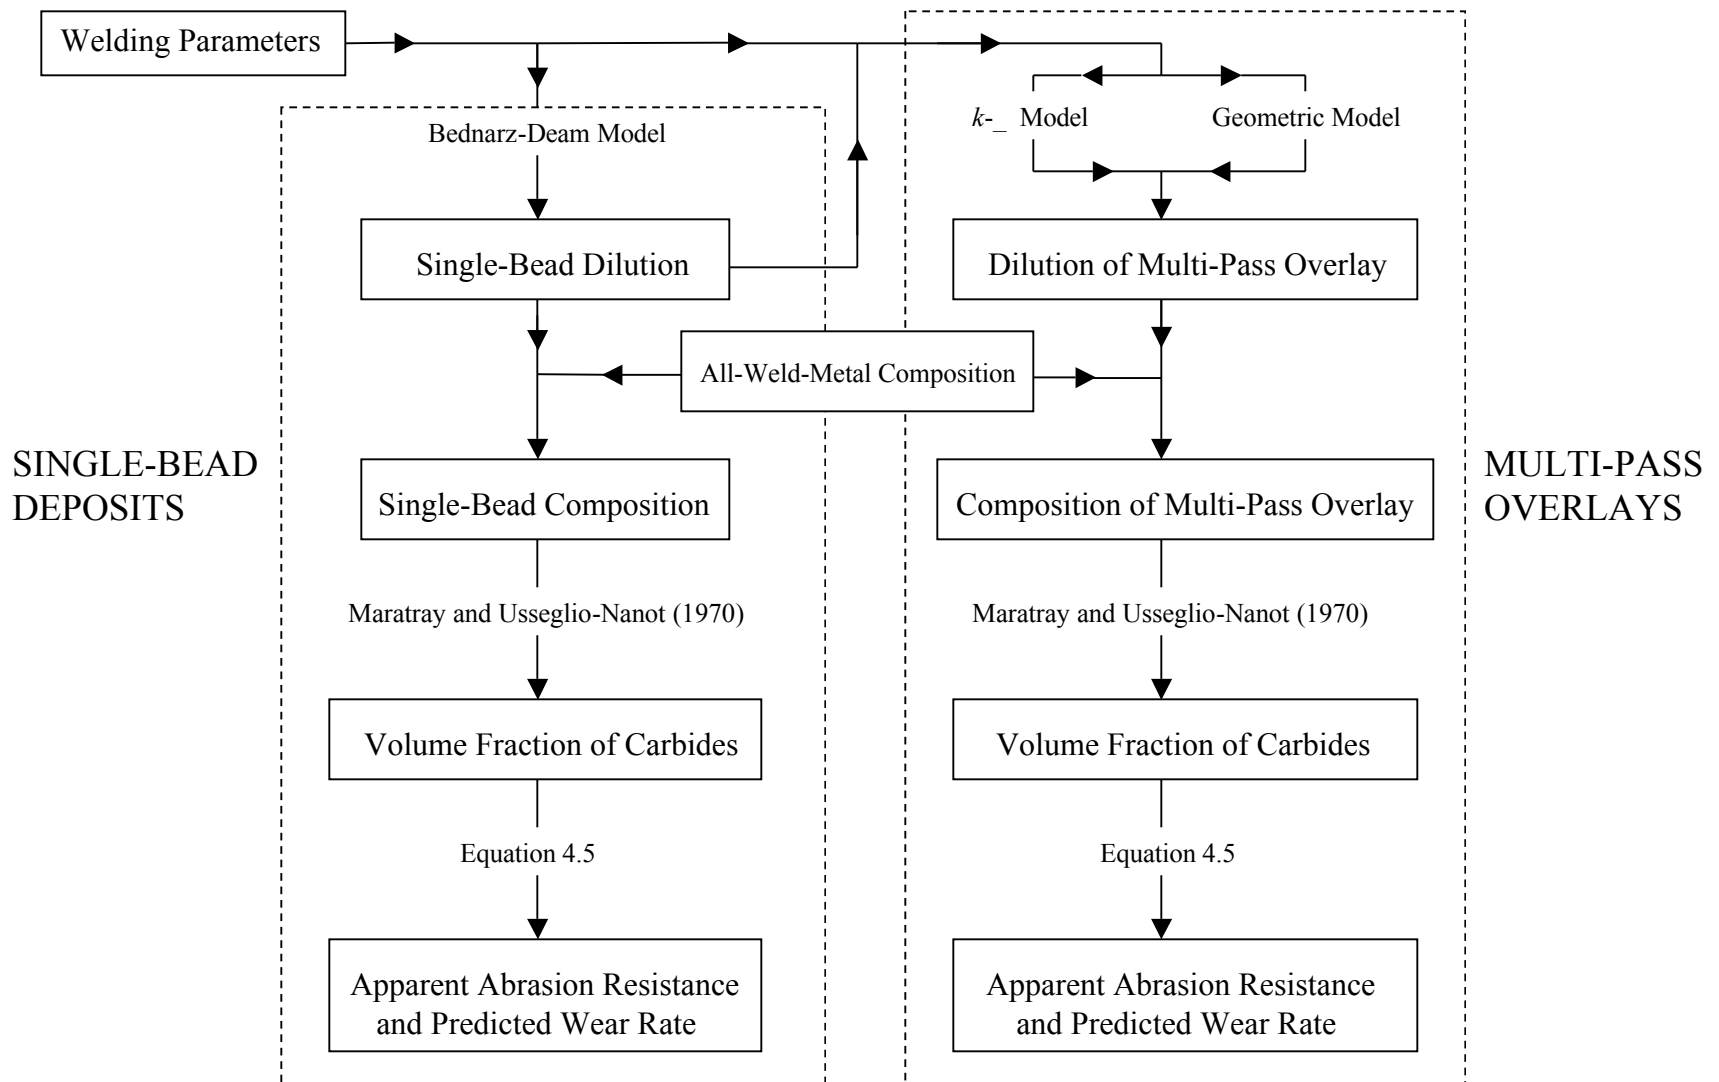 Welding Parameters
Bednarz-Deam Model
k-_ Model
Geometric Model
Single-Bead Dilution
Dilution of Multi-Pass Overlay
All-Weld-Metal Composition
SINGLE-BEAD
DEPOSITS
Single-Bead Composition
Composition of Multi-Pass Overlay
MULTI-PASS
OVERLAYS
Maratray and Usseglio-Nanot (1970)
Maratray and Usseglio-Nanot (1970)
Volume Fraction of Carbides
Volume Fraction of Carbides
Equation 4.5
Equation 4.5
Apparent Abrasion Resistance
and Predicted Wear Rate
Apparent Abrasion Resistance
and Predicted Wear Rate